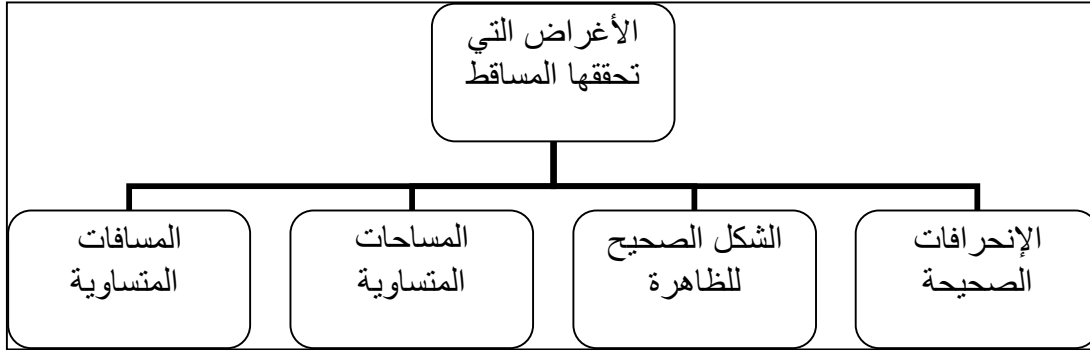 الأغراض التي
تحققها المساقط
الإنحرافات
الصحيحة
الشكل الصحيح
للظاهرة
المساحات
المتساوية
المسافات
المتساوية